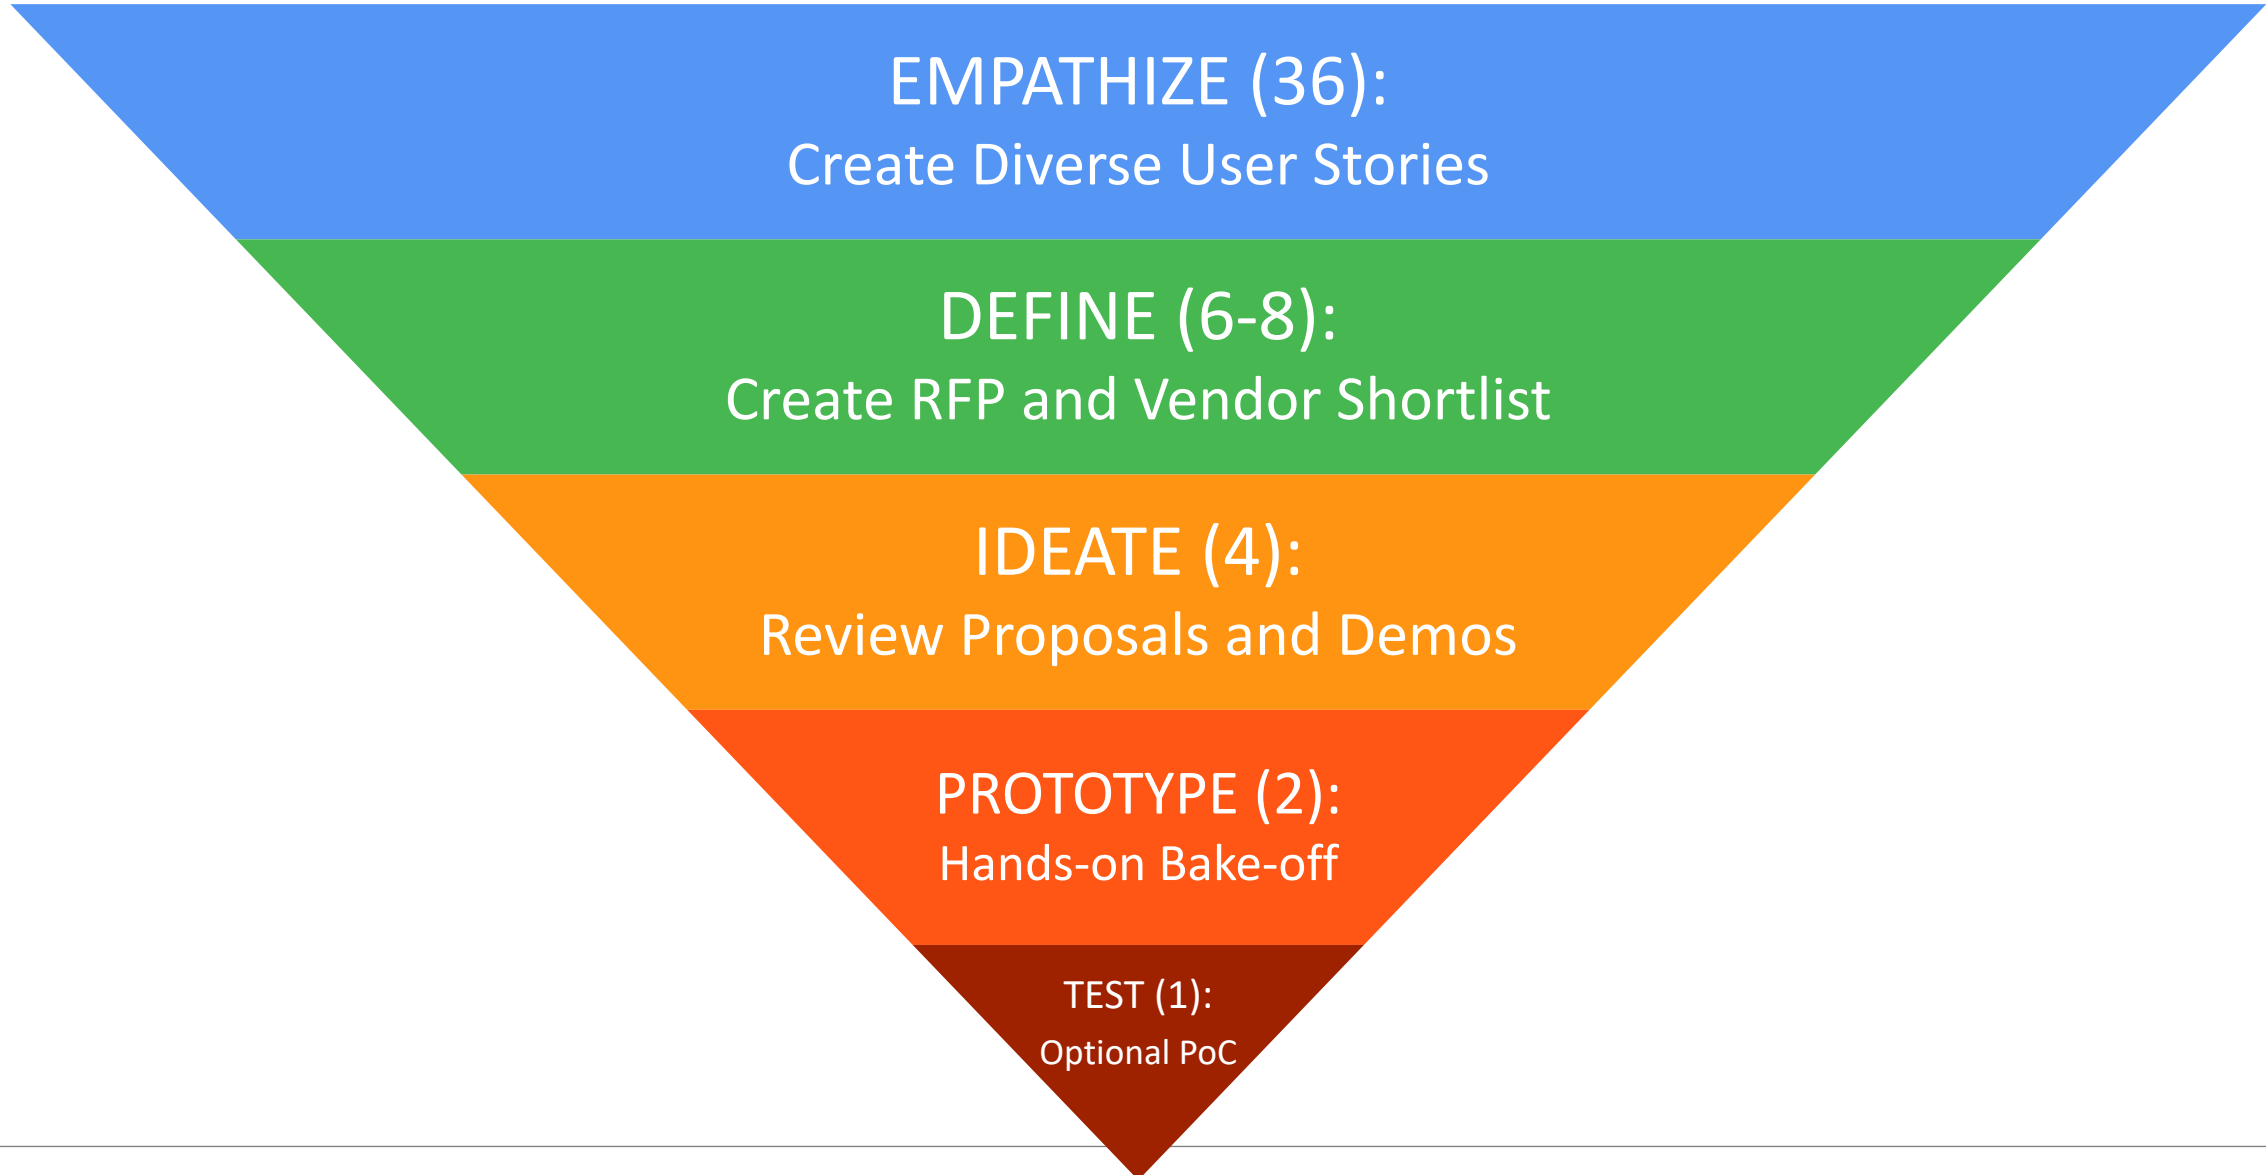 EMPATHIZE (36):
Create Diverse User Stories
DEFINE (6-8):
Create RFP and Vendor Shortlist
IDEATE (4):
Review Proposals and Demos
PROTOTYPE (2):
Hands-on Bake-off
TEST (1):
Optional PoC